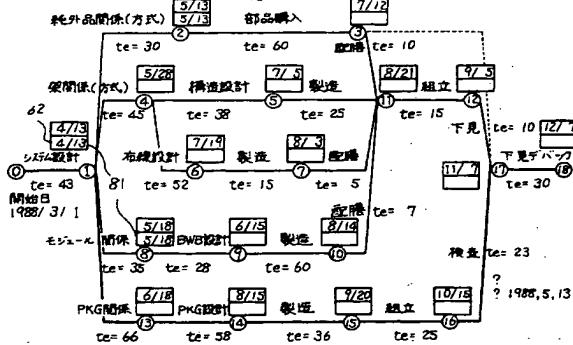 5/13
5/13
7/12
純外品関係(方式)
部品購入
②
③
配膳
te= 30
te= 60
te= 10
架関係(方式)
5/28
構造設計
7/5
製造
8/21
組立
9/5
62
④
⑤
⑪
⑫
4/13
4/13
te= 45
te= 38
te= 25
te= 15
下見
te= 10
12/7
システム設計
布線設計
7/19
製造
8/3
配膳
下見デバック
⓪
①
⑥
⑦
11/7
⑰
⑱
te= 43
81
te= 52
te= 15
te= 5
te= 30
開始日
1988/3/1
配膳
te= 7
モジュール関係
5/18
5/18
BWB設計
6/15
製造
8/14
⑧
⑨
⑩
検査 te= 23
te= 35
te= 28
te= 60
?
? 1988,5,13
PKG関係
6/18
PKG設計
8/15
製造
9/20
組立
10/15
⑬
⑭
⑮
⑯
te= 66
te= 58
te= 36
te= 25